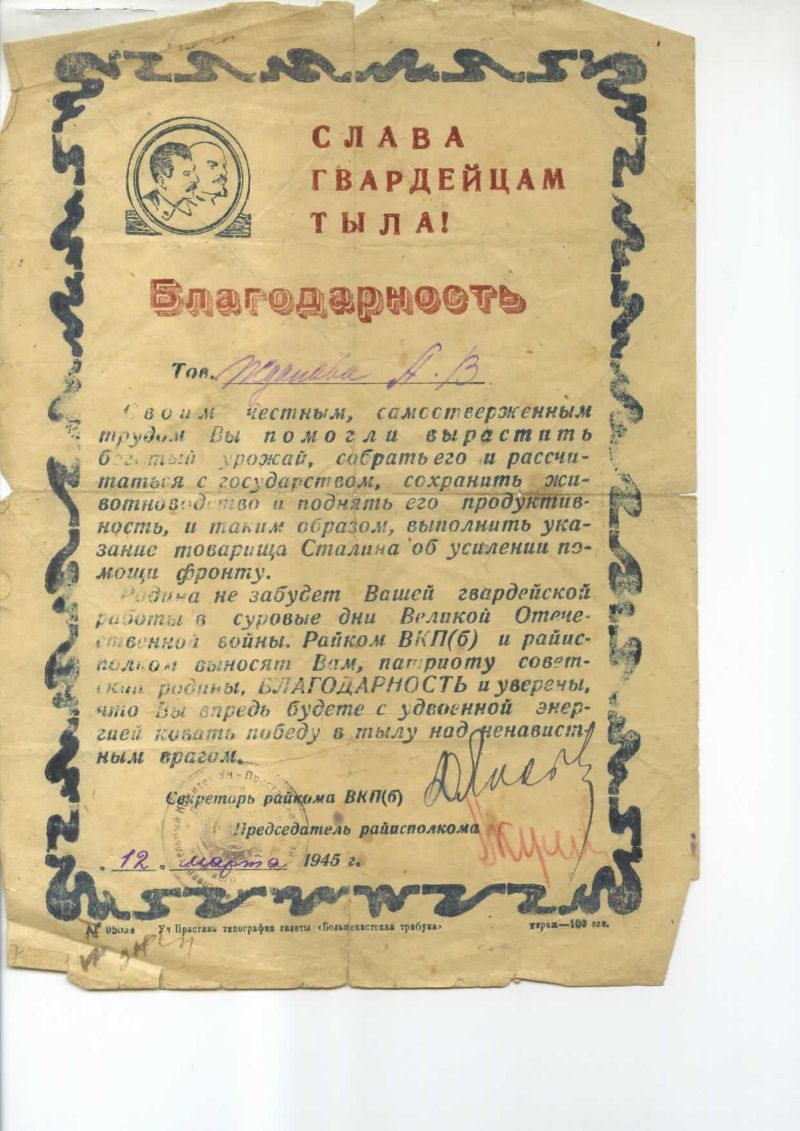 СЛАВА
ГВАРДЕЙЦАМ
ТЫЛА!
Благодарность
Тов. А. В
Своим честным, самоотверженным
трудом Вы помогли вырастить
богатый урожай, собрать его и рассчи-
таться с государством, сохранить жи-
вотноводство и поднять его продуктив-
ность, и таким образом, выполнить ука-
зание товарища Сталина об усилении по-
мощи фронту.
Родина не забудет Вашей гвардейской
работы в суровые дни Великой Отече-
ственной войны. Райком ВКП(б) и райис-
полком выносят Вам, патриоту совет-
ской родины, БЛАГОДАРНОСТЬ и уверены,
что Вы впредь будете с удвоенной энер-
гией ковать победу в тылу над ненавист-
ным врагом.
Секретарь райкома ВКП(б)
Председатель райисполкома
12 марта 1945 г.
Уч Пристань типография газеты «Большевистская трибуна» тираж—100 экз.